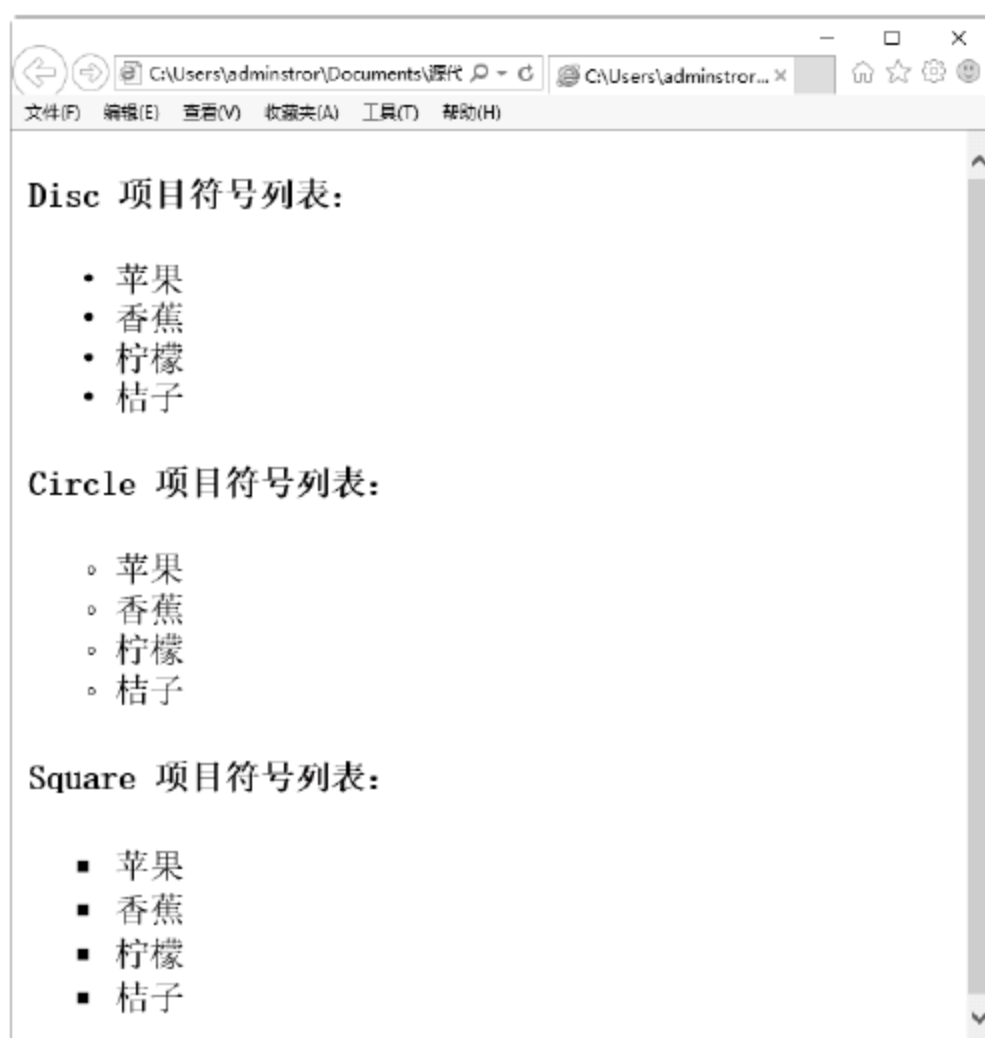 C:\Users\adminstror\Documents\源代
C:\Users\adminstror...
文件(F) 编辑(E) 查看(V) 收藏夹(A) 工具(T) 帮助(H)
Disc 项目符号列表：
• 苹果
• 香蕉
• 柠檬
• 桔子
Circle 项目符号列表：
◦ 苹果
◦ 香蕉
◦ 柠檬
◦ 桔子
Square 项目符号列表：
▪ 苹果
▪ 香蕉
▪ 柠檬
▪ 桔子